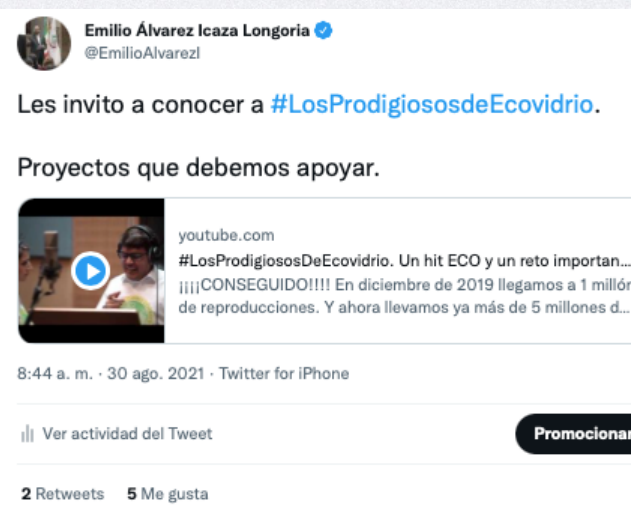 Emilio Álvarez Icaza Longoria
@EmilioAlvarezI
Les invito a conocer a #LosProdigiososdeEcovidrio.
Proyectos que debemos apoyar.
youtube.com
#LosProdigiososDeEcovidrio. Un hit ECO y un reto importan...
¡¡¡¡CONSEGUIDO!!!! En diciembre de 2019 llegamos a 1 millón
de reproducciones. Y ahora llevamos ya más de 5 millones d...
8:44 a. m. · 30 ago. 2021 · Twitter for iPhone
Ver actividad del Tweet
Promocionar
2 Retweets 5 Me gusta